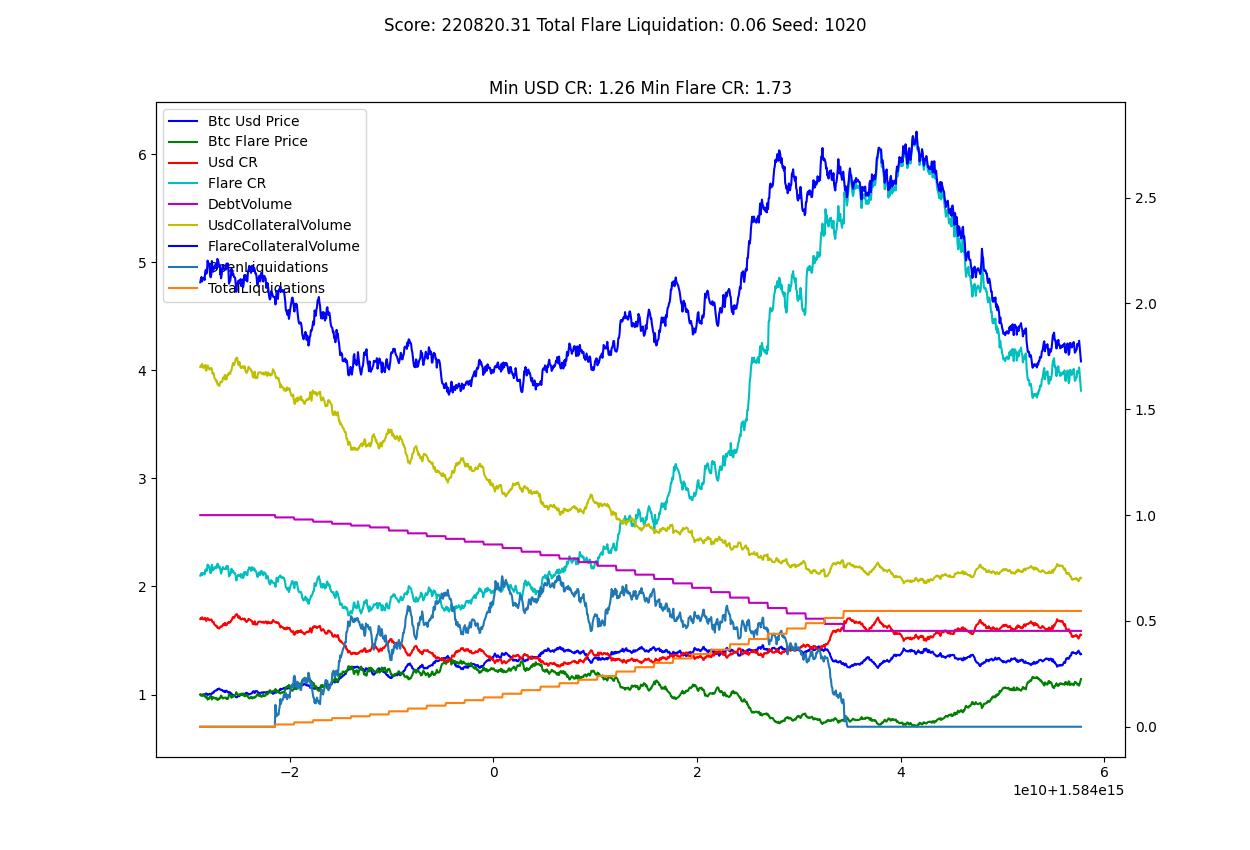 Score: 220820.31 Total Flare Liquidation: 0.06 Seed: 1020
Min USD CR: 1.26 Min Flare CR: 1.73
Btc Usd Price
Btc Flare Price
Usd CR
Flare CR
DebtVolume
UsdCollateralVolume
FlareCollateralVolume
OpenLiquidations
TotalLiquidations
6
5
4
3
2
1
2.5
2.0
1.5
1.0
0.5
0.0
−2
0
2
4
6
1e10+1.584e15